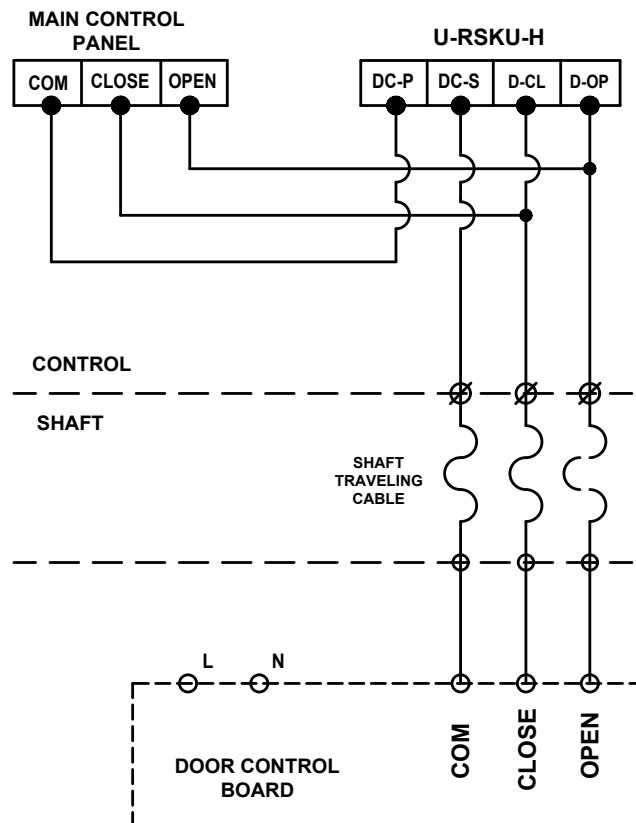 MAIN CONTROL
PANEL
U-RSKU-H
COM CLOSE OPEN
DC-P DC-S D-CL D-OP
CONTROL
SHAFT
SHAFT
TRAVELING
CABLE
L N
COM
CLOSE
OPEN
DOOR CONTROL
BOARD